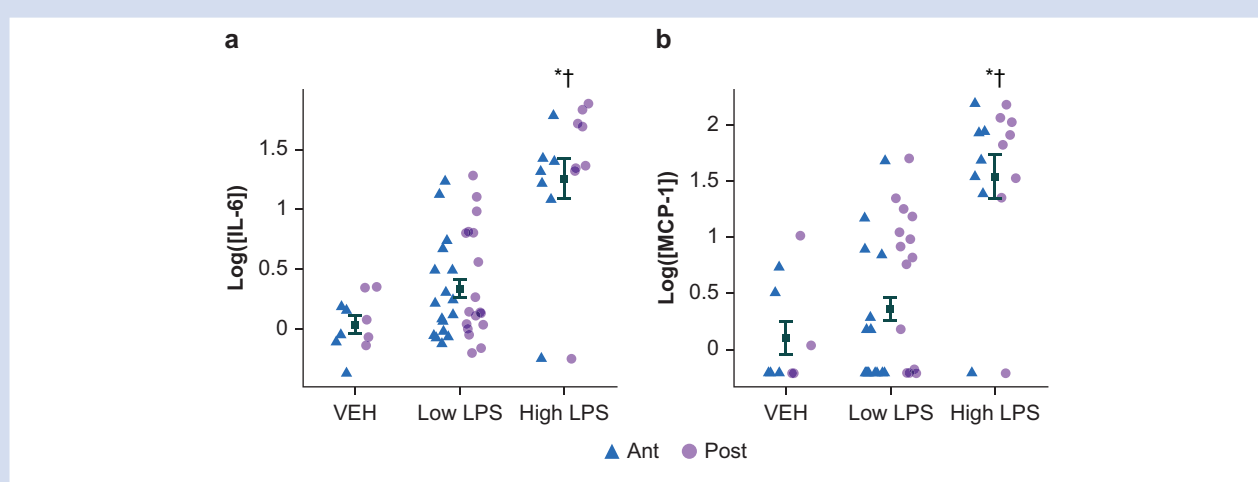 a
b
*†
*†
Log([IL-6])
1.5
1
0.5
0
VEH
Low LPS
High LPS
Log([MCP-1])
2
1.5
1
0.5
0
VEH
Low LPS
High LPS
Ant
Post